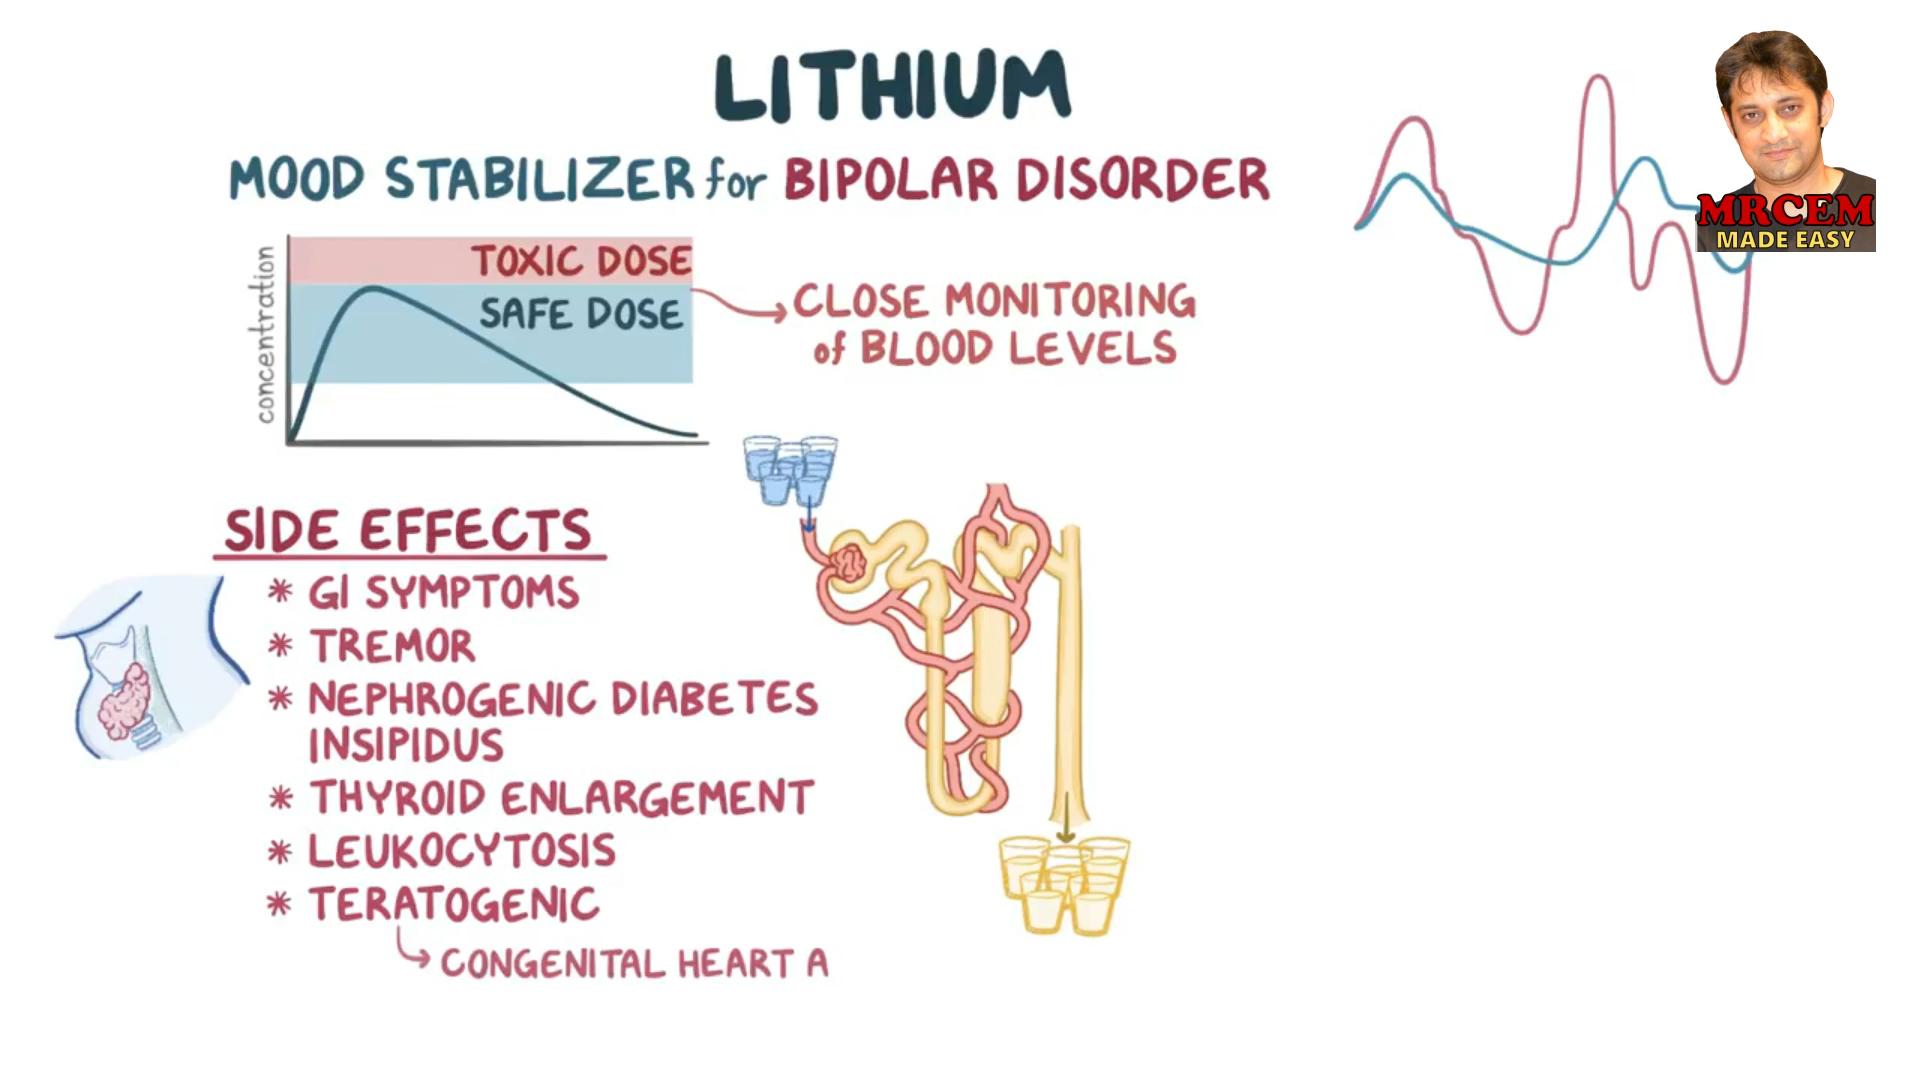 LITHIUM
MOOD STABILIZER for BIPOLAR DISORDER
MRCEM
MADE EASY
concentration
TOXIC DOSE
SAFE DOSE
CLOSE MONITORING
of BLOOD LEVELS
SIDE EFFECTS
* GI SYMPTOMS
* TREMOR
* NEPHROGENIC DIABETES
INSIPIDUS
* THYROID ENLARGEMENT
* LEUKOCYTOSIS
* TERATOGENIC
CONGENITAL HEART A